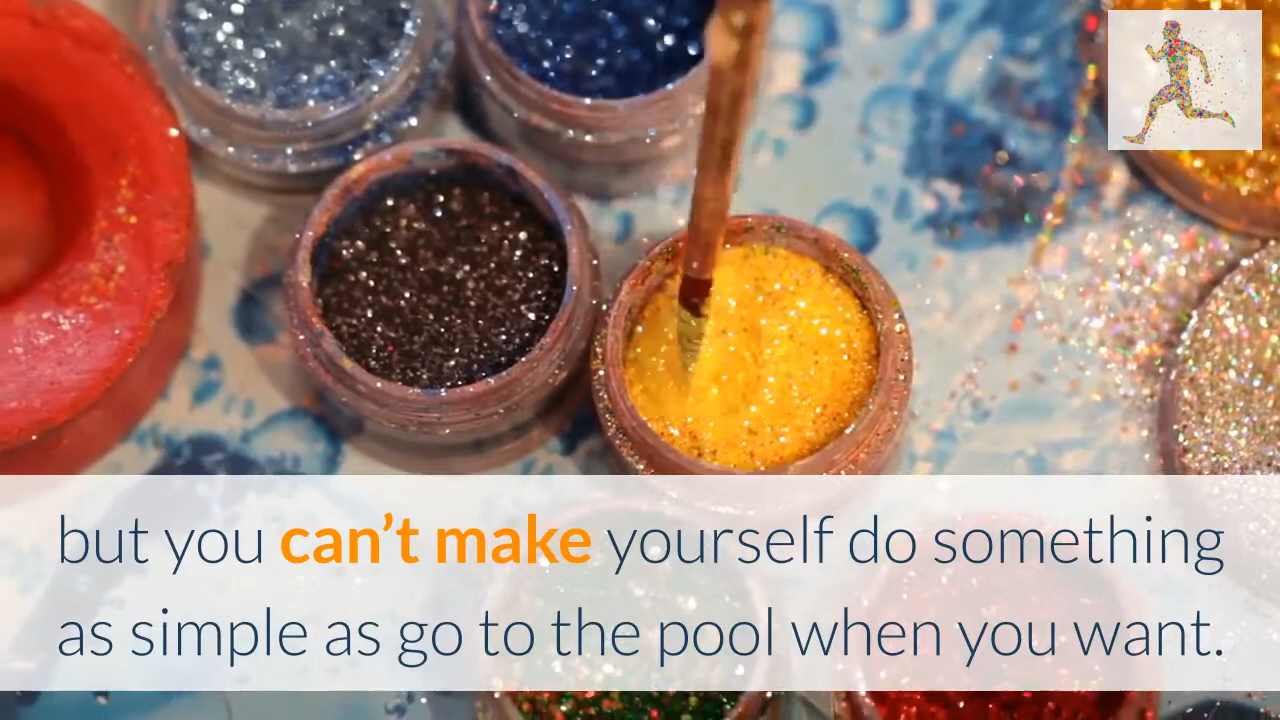 but you can’t make yourself do something
as simple as go to the pool when you want.